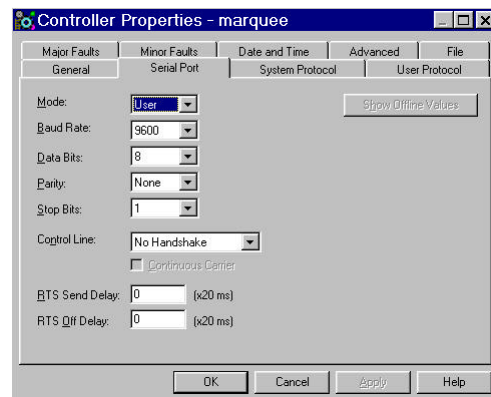 Controller Properties - marquee
Major Faults Minor Faults Date and Time Advanced File
General Serial Port System Protocol User Protocol
Mode: User Show Offline Values
Baud Rate: 9600
Data Bits: 8
Parity: None
Stop Bits: 1
Control Line: No Handshake
Continuous Carrier
RTS Send Delay: 0 (x20 ms)
RTS Off Delay: 0 (x20 ms)
OK Cancel Apply Help